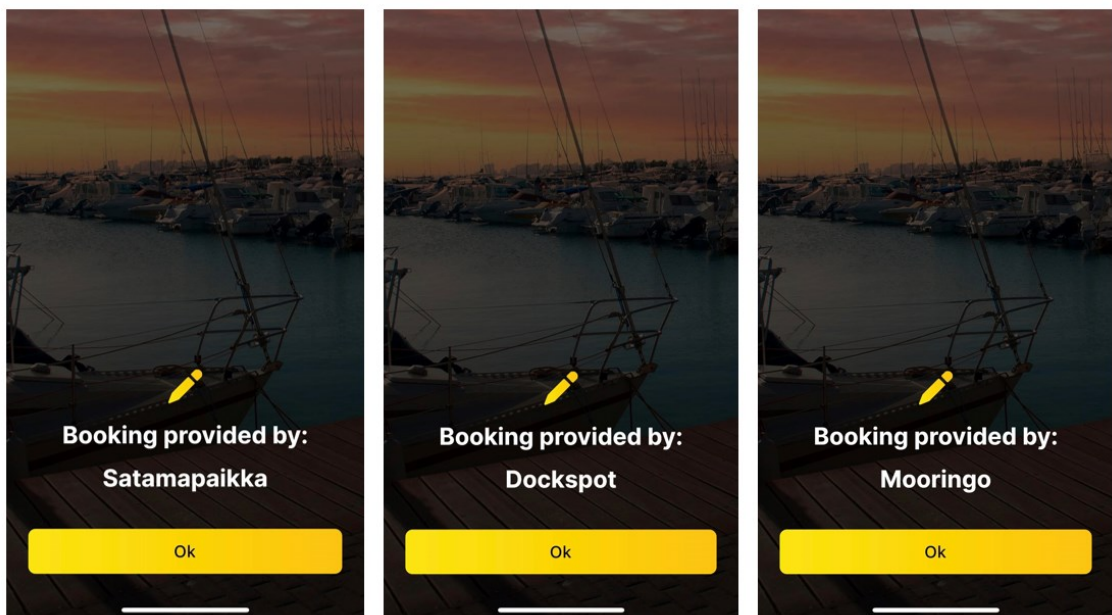 Booking provided by:
Satamapaikka
Ok
Booking provided by:
Dockspot
Ok
Booking provided by:
Mooringo
Ok